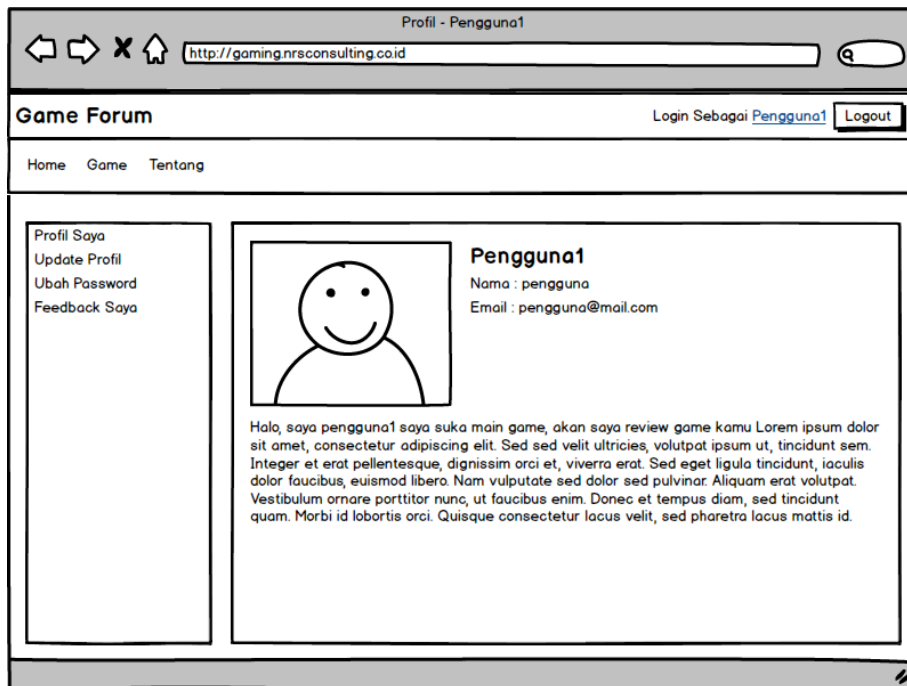 Profil - Pengguna1
http://gaming.nrsconsulting.co.id
Game Forum
Login Sebagai Pengguna1 Logout
Home Game Tentang
Profil Saya
Update Profil
Ubah Password
Feedback Saya
Pengguna1
Nama : pengguna
Email : pengguna@mail.com
Halo, saya pengguna1 saya suka main game, akan saya review game kamu Lorem ipsum dolor
sit amet, consectetur adipiscing elit. Sed sed velit ultricies, volutpat ipsum ut, tincidunt sem.
Integer et erat pellentesque, dignissim orci et, viverra erat. Sed eget ligula tincidunt, iaculis
dolor faucibus, euismod libero. Nam vulputate sed dolor sed pulvinar. Aliquam erat volutpat.
Vestibulum ornare porttitor nunc, ut faucibus enim. Donec et tempus diam, sed tincidunt
quam. Morbi id lobortis orci. Quisque consectetur lacus velit, sed pharetra lacus mattis id.